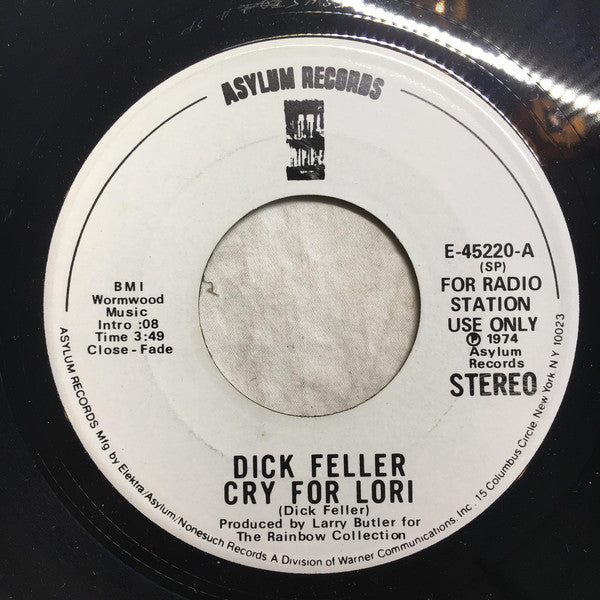 ASYLUM RECORDS
BMI
Wormwood
Music
Intro :08
Time 3:49
Close-Fade
E-45220-A
(SP)
FOR RADIO
STATION
USE ONLY
℗ 1974
Asylum
Records
STEREO
DICK FELLER
CRY FOR LORI
(Dick Feller)
Produced by Larry Butler for
The Rainbow Collection
ASYLUM RECORDS Mfg by Elektra/Asylum/Nonesuch Records A Division of Warner Communications, Inc. 15 Columbus Circle, New York N Y 10023